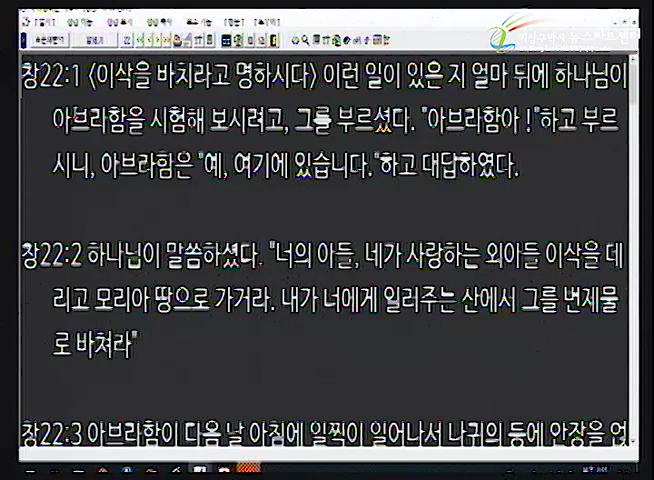 창22:1 〈이삭을 바치라고 명하시다〉 이런 일이 있은 지 얼마 뒤에 하나님이
아브라함을 시험해 보시려고, 그를 부르셨다. "아브라함아 !"하고 부르
시니, 아브라함은 "예, 여기에 있습니다."하고 대답하였다.
창22:2 하나님이 말씀하셨다. "너의 아들, 네가 사랑하는 외아들 이삭을 데
리고 모리아 땅으로 가거라. 내가 너에게 일러주는 산에서 그를 번제물
로 바쳐라"
창22:3 아브라함이 다음 날 아침에 일찍이 일어나서 나귀의 등에 안장을 얹